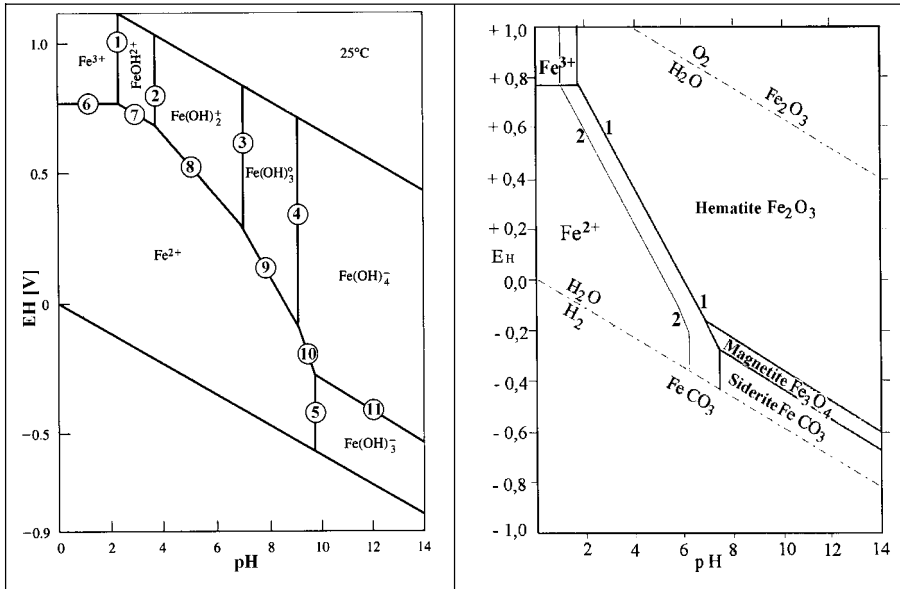 1.0
0.5
0
−0.5
−0.9
EH [V]
0
2
4
6
8
10
12
14
pH
25°C
Fe³⁺
FeOH²⁺
Fe(OH)₂⁺
Fe(OH)₃°
Fe(OH)₄⁻
Fe²⁺
Fe(OH)₃⁻
1
2
3
4
5
6
7
8
9
10
11
+ 1,0
+ 0,8
+ 0,6
+ 0,4
+ 0,2
EH
0,0
- 0,2
- 0,4
- 0,6
- 0,8
- 1,0
2
4
6
8
10
12
14
pH
Fe³⁺
O₂
H₂O
Fe₂O₃
1
2
Hematite Fe₂O₃
Fe²⁺
H₂O
H₂
1
2
Magnetite Fe₃O₄
Siderite Fe CO₃
Fe CO₃